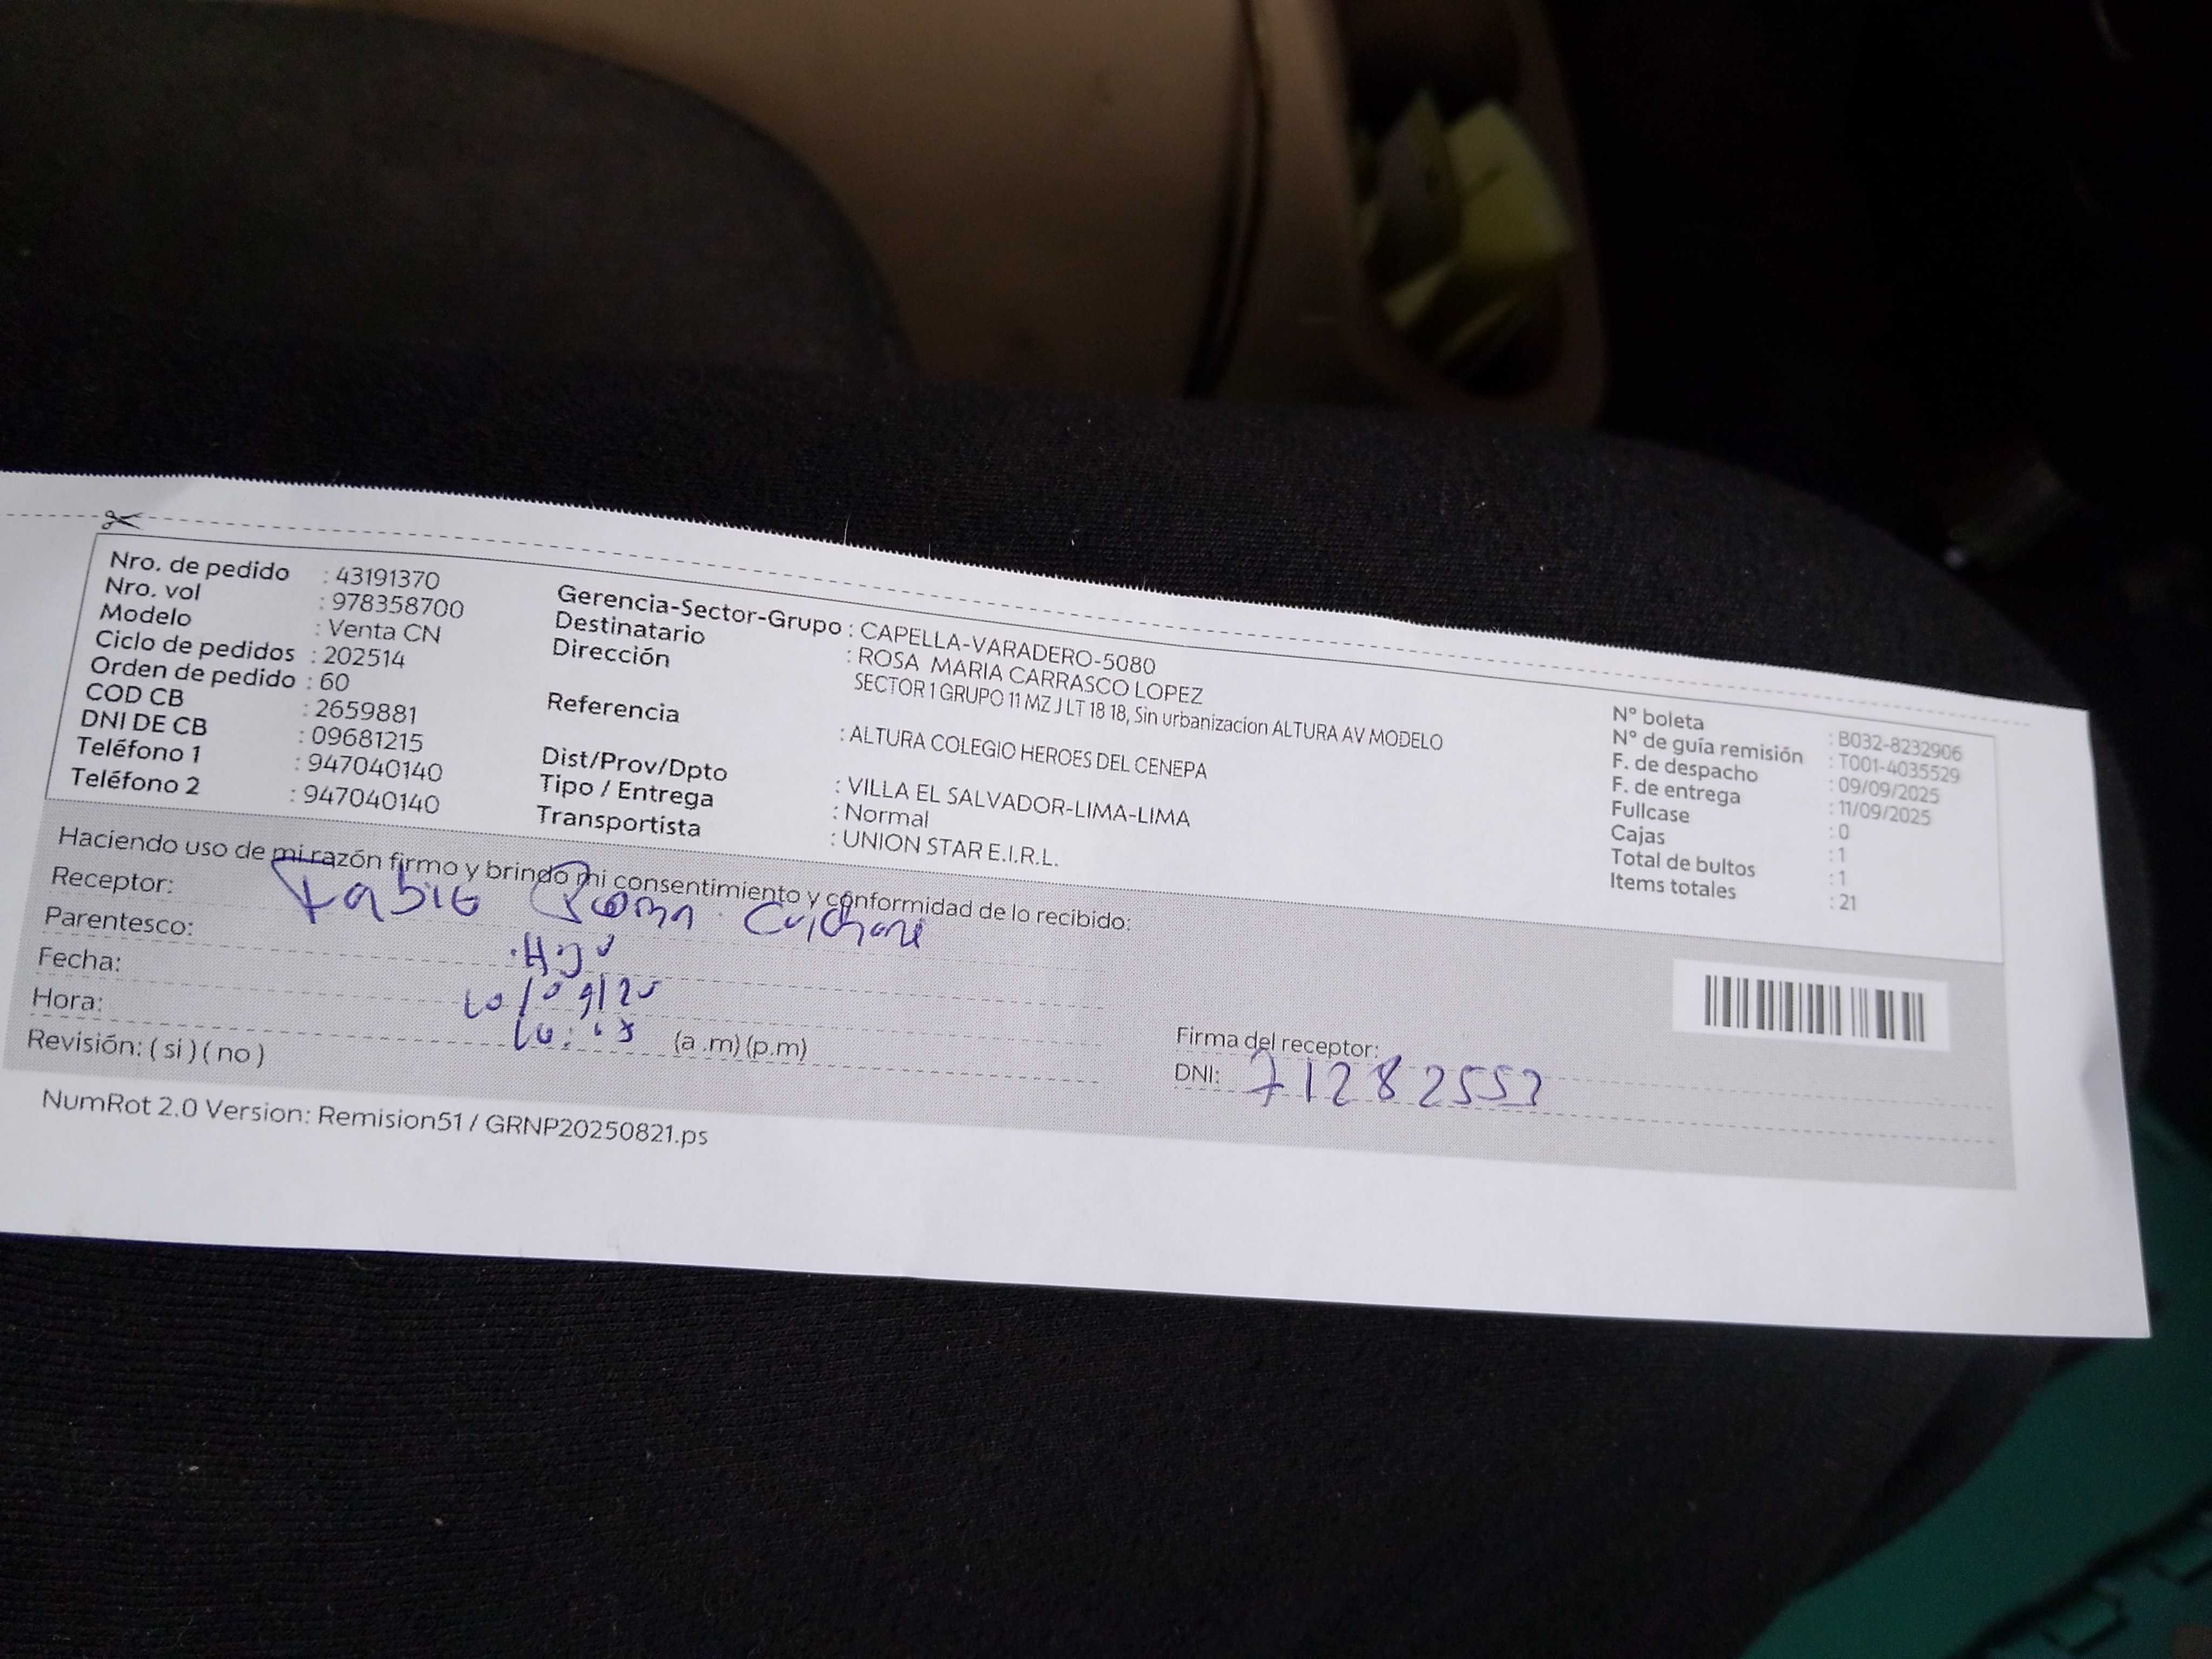 Nro. de pedido : 43191370
Nro. vol : 978358700
Modelo : Venta CN
Ciclo de pedidos : 202514
Orden de pedido : 60
COD CB : 2659881
DNI DE CB : 09681215
Teléfono 1 : 947040140
Teléfono 2 : 947040140
Gerencia-Sector-Grupo : CAPELLA-VARADERO-5080
Destinatario : ROSA MARIA CARRASCO LOPEZ
Dirección SECTOR 1 GRUPO 11 MZ J LT 18 18, Sin urbanizacion ALTURA AV MODELO
Referencia : ALTURA COLEGIO HEROES DEL CENEPA
Dist/Prov/Dpto : VILLA EL SALVADOR-LIMA-LIMA
Tipo / Entrega : Normal
Transportista : UNION STAR E.I.R.L.
N° boleta : B032-8232906
N° de guía remisión : T001-4035529
F. de despacho : 09/09/2025
F. de entrega : 11/09/2025
Fullcase : 0
Cajas : 1
Total de bultos : 1
Items totales : 21
Haciendo uso de mi razón firmo y brindo mi consentimiento y conformidad de lo recibido:
Receptor: Fabio
Parentesco: Hijo
Fecha: 10/09/25
Hora: (a .m) (p.m)
Revisión: ( si ) ( no )
Firma del receptor:
DNI: 71282553
NumRot 2.0 Version: Remision51 / GRNP20250821.ps